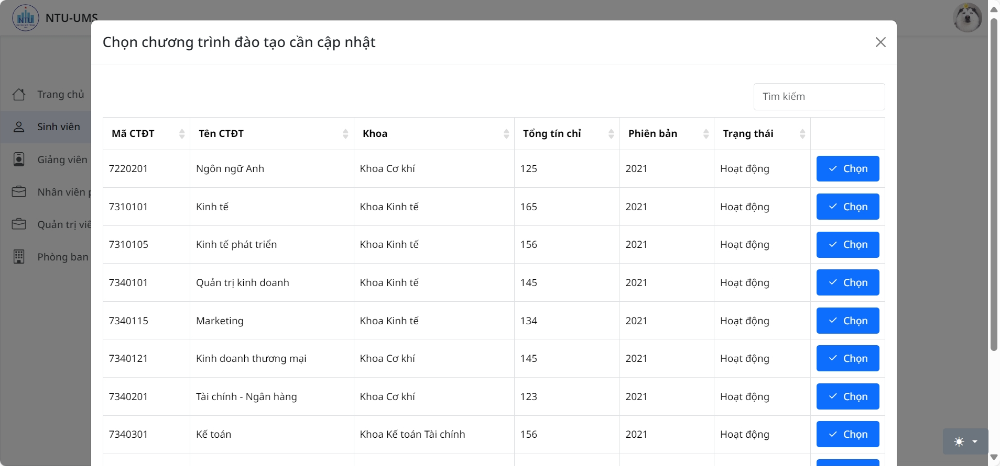 NTU
NTU-UMS
Chọn chương trình đào tạo cần cập nhật
Trang chủ
Sinh viên
Giảng viên
Nhân viên
Quản trị
Phòng ban
Tìm kiếm
Mã CTĐT Tên CTĐT Khoa Tổng tín chỉ Phiên bản Trạng thái
7220201 Ngôn ngữ Anh Khoa Cơ khí 125 2021 Hoạt động Chọn
7310101 Kinh tế Khoa Kinh tế 165 2021 Hoạt động Chọn
7310105 Kinh tế phát triển Khoa Kinh tế 156 2021 Hoạt động Chọn
7340101 Quản trị kinh doanh Khoa Kinh tế 145 2021 Hoạt động Chọn
7340115 Marketing Khoa Kinh tế 134 2021 Hoạt động Chọn
7340121 Kinh doanh thương mại Khoa Cơ khí 145 2021 Hoạt động Chọn
7340201 Tài chính - Ngân hàng Khoa Cơ khí 123 2021 Hoạt động Chọn
7340301 Kế toán Khoa Kế toán Tài chính 156 2021 Hoạt động Chọn